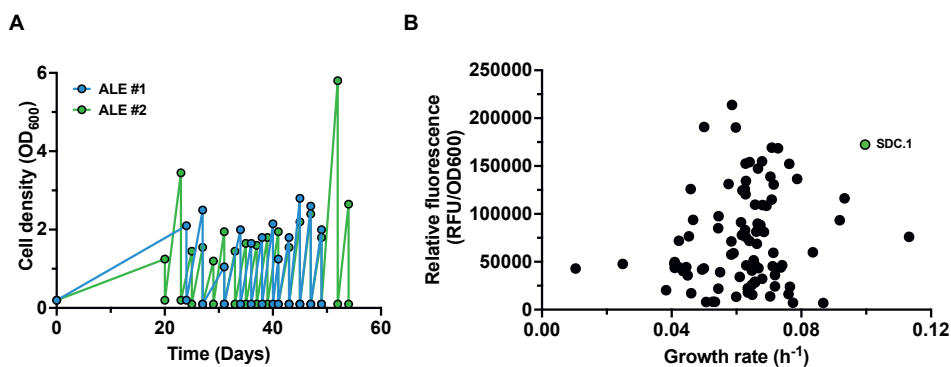 A
Cell density (OD600)
6
4
2
0
ALE #1
ALE #2
0
20
40
60
Time (Days)
B
Relative fluorescence
(RFU/OD600)
250000
200000
150000
100000
50000
0
SDC.1
0.00
0.04
0.08
0.12
Growth rate (h-1)